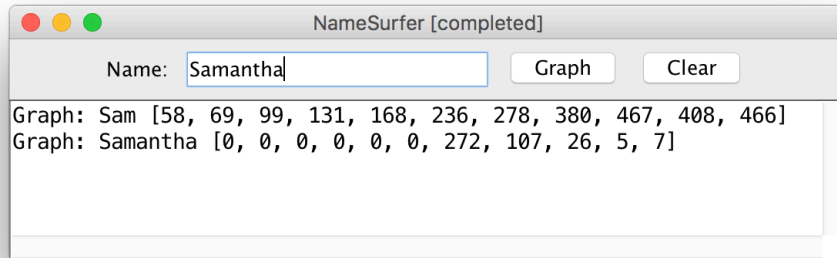 NameSurfer [completed]
Name: Samantha Graph Clear
Graph: Sam [58, 69, 99, 131, 168, 236, 278, 380, 467, 408, 466]
Graph: Samantha [0, 0, 0, 0, 0, 0, 272, 107, 26, 5, 7]